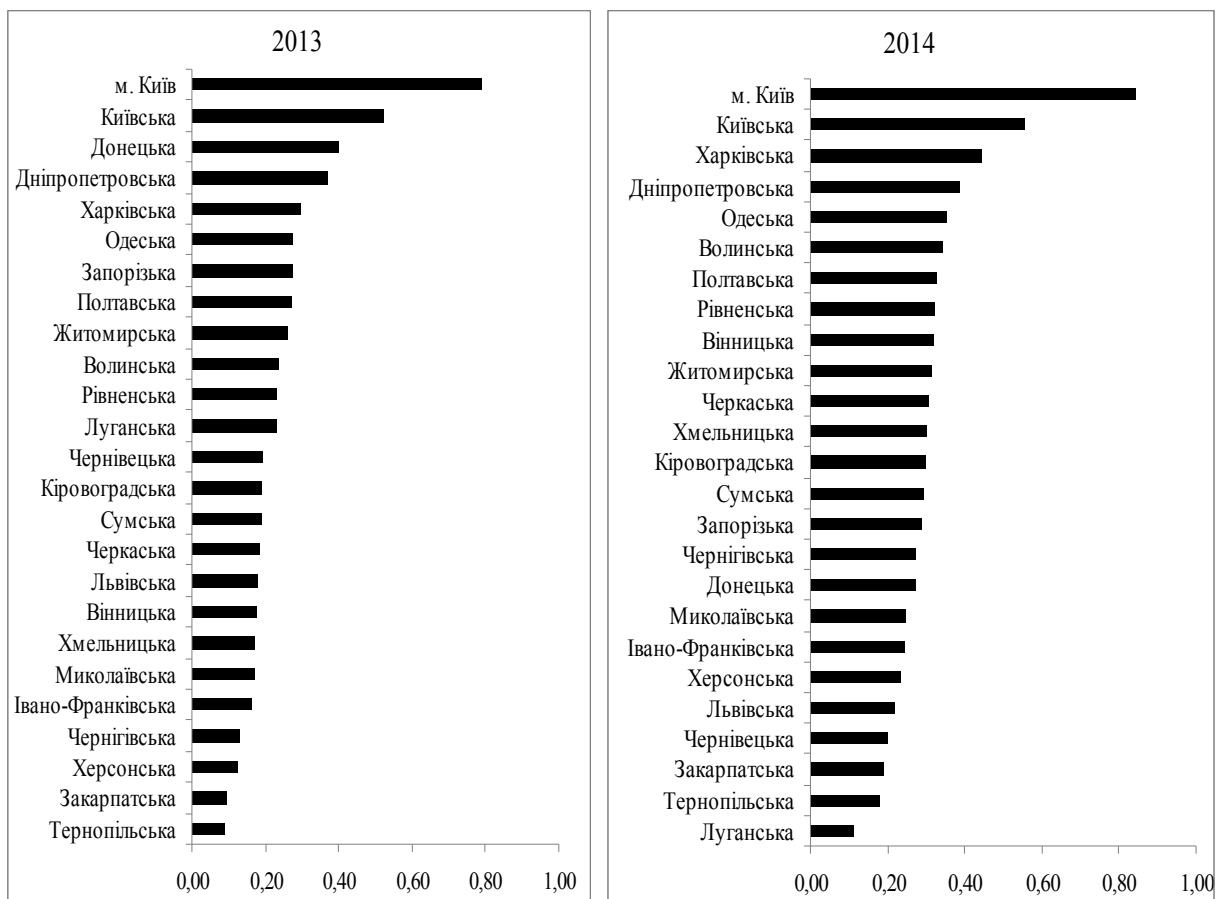 2013
м. Київ
Київська
Донецька
Дніпропетровська
Харківська
Одеська
Запорізька
Полтавська
Житомирська
Волинська
Рівненська
Луганська
Чернівецька
Кіровоградська
Сумська
Черкаська
Львівська
Вінницька
Хмельницька
Миколаївська
Івано-Франківська
Чернігівська
Херсонська
Закарпатська
Тернопільська
0,00 0,20 0,40 0,60 0,80 1,00
2014
м. Київ
Київська
Харківська
Дніпропетровська
Одеська
Волинська
Полтавська
Рівненська
Вінницька
Житомирська
Черкаська
Хмельницька
Кіровоградська
Сумська
Запорізька
Чернігівська
Донецька
Миколаївська
Івано-Франківська
Херсонська
Львівська
Чернівецька
Закарпатська
Тернопільська
Луганська
0,00 0,20 0,40 0,60 0,80 1,00